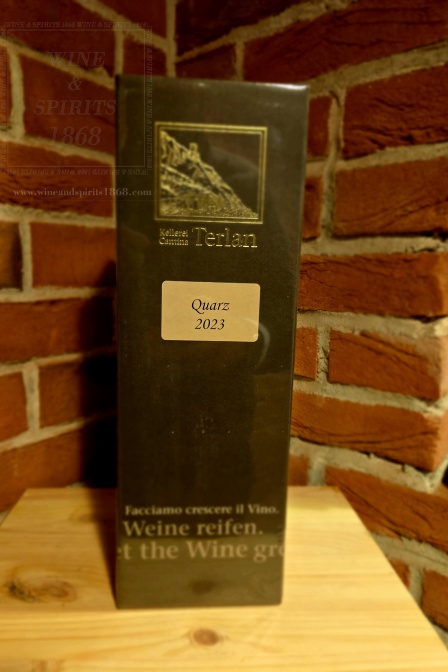 WINE
&
SPIRITS
1868
www.wineandspirits1868.com
Kellerei
Cantina
Terlan
Quarz
2023
Facciamo crescere il Vino.
Weine reifen.
et the Wine gr